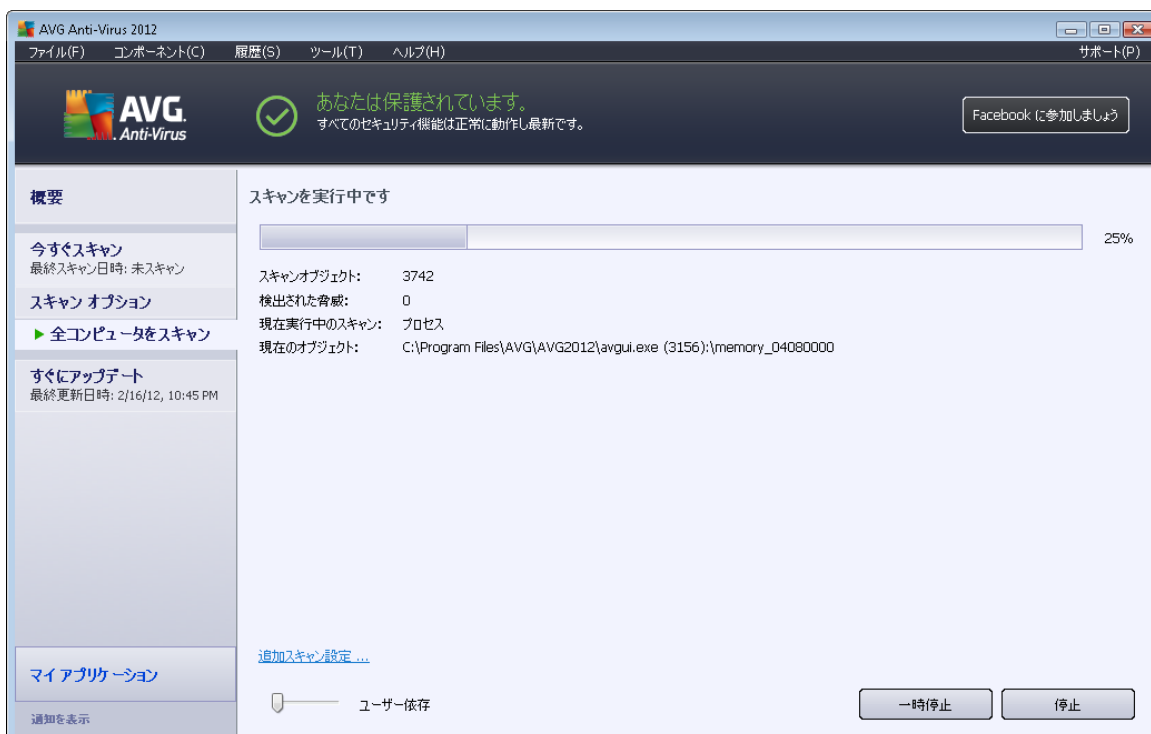 AVG Anti-Virus 2012
ファイル(F) コンポーネント(C) 履歴(S) ツール(T) ヘルプ(H) サポート(P)
AVG.
Anti-Virus
あなたは保護されています。
すべてのセキュリティ機能は正常に動作し最新です。
Facebook に参加しましょう
概要
今すぐスキャン
最終スキャン日時: 未スキャン
スキャン オプション
全コンピュータをスキャン
すぐにアップデート
最終更新日時: 2/16/12, 10:45 PM
マイ アプリケーション
通知を表示
スキャンを実行中です
25%
スキャンオブジェクト: 3742
検出された脅威: 0
現在実行中のスキャン: プロセス
現在のオブジェクト: C:\Program Files\AVG\AVG2012\avgui.exe (3156):\memory_04080000
追加スキャン設定 ...
ユーザー依存
一時停止
停止